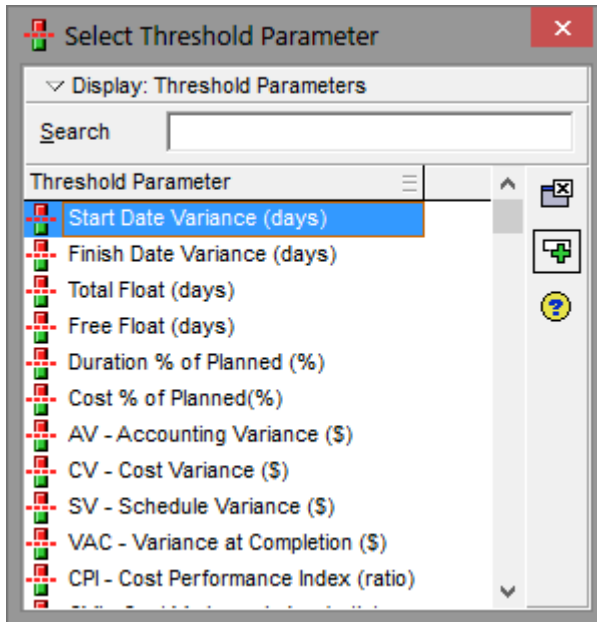 Select Threshold Parameter
Display: Threshold Parameters
Search
Threshold Parameter
Start Date Variance (days)
Finish Date Variance (days)
Total Float (days)
Free Float (days)
Duration % of Planned (%)
Cost % of Planned(%)
AV - Accounting Variance ($)
CV - Cost Variance ($)
SV - Schedule Variance ($)
VAC - Variance at Completion ($)
CPI - Cost Performance Index (ratio)